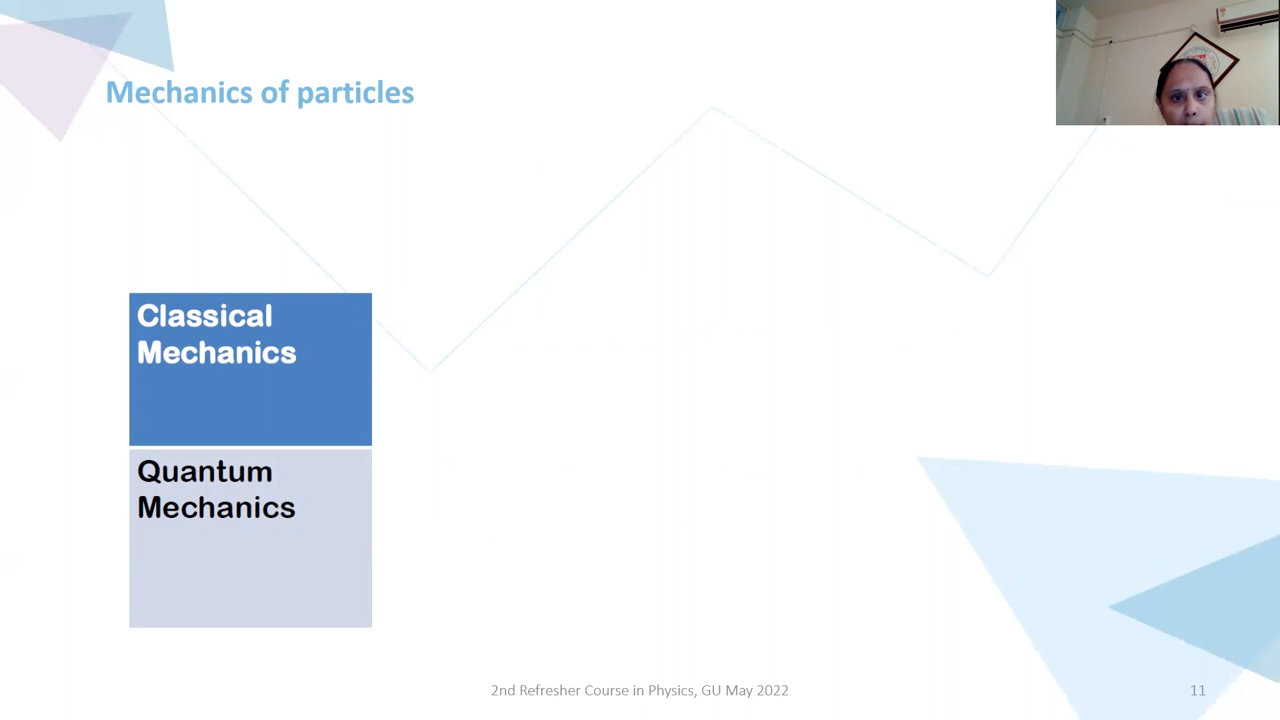 Mechanics of particles
Classical
Mechanics
Quantum
Mechanics
2nd Refresher Course in Physics, GU May 2022
11